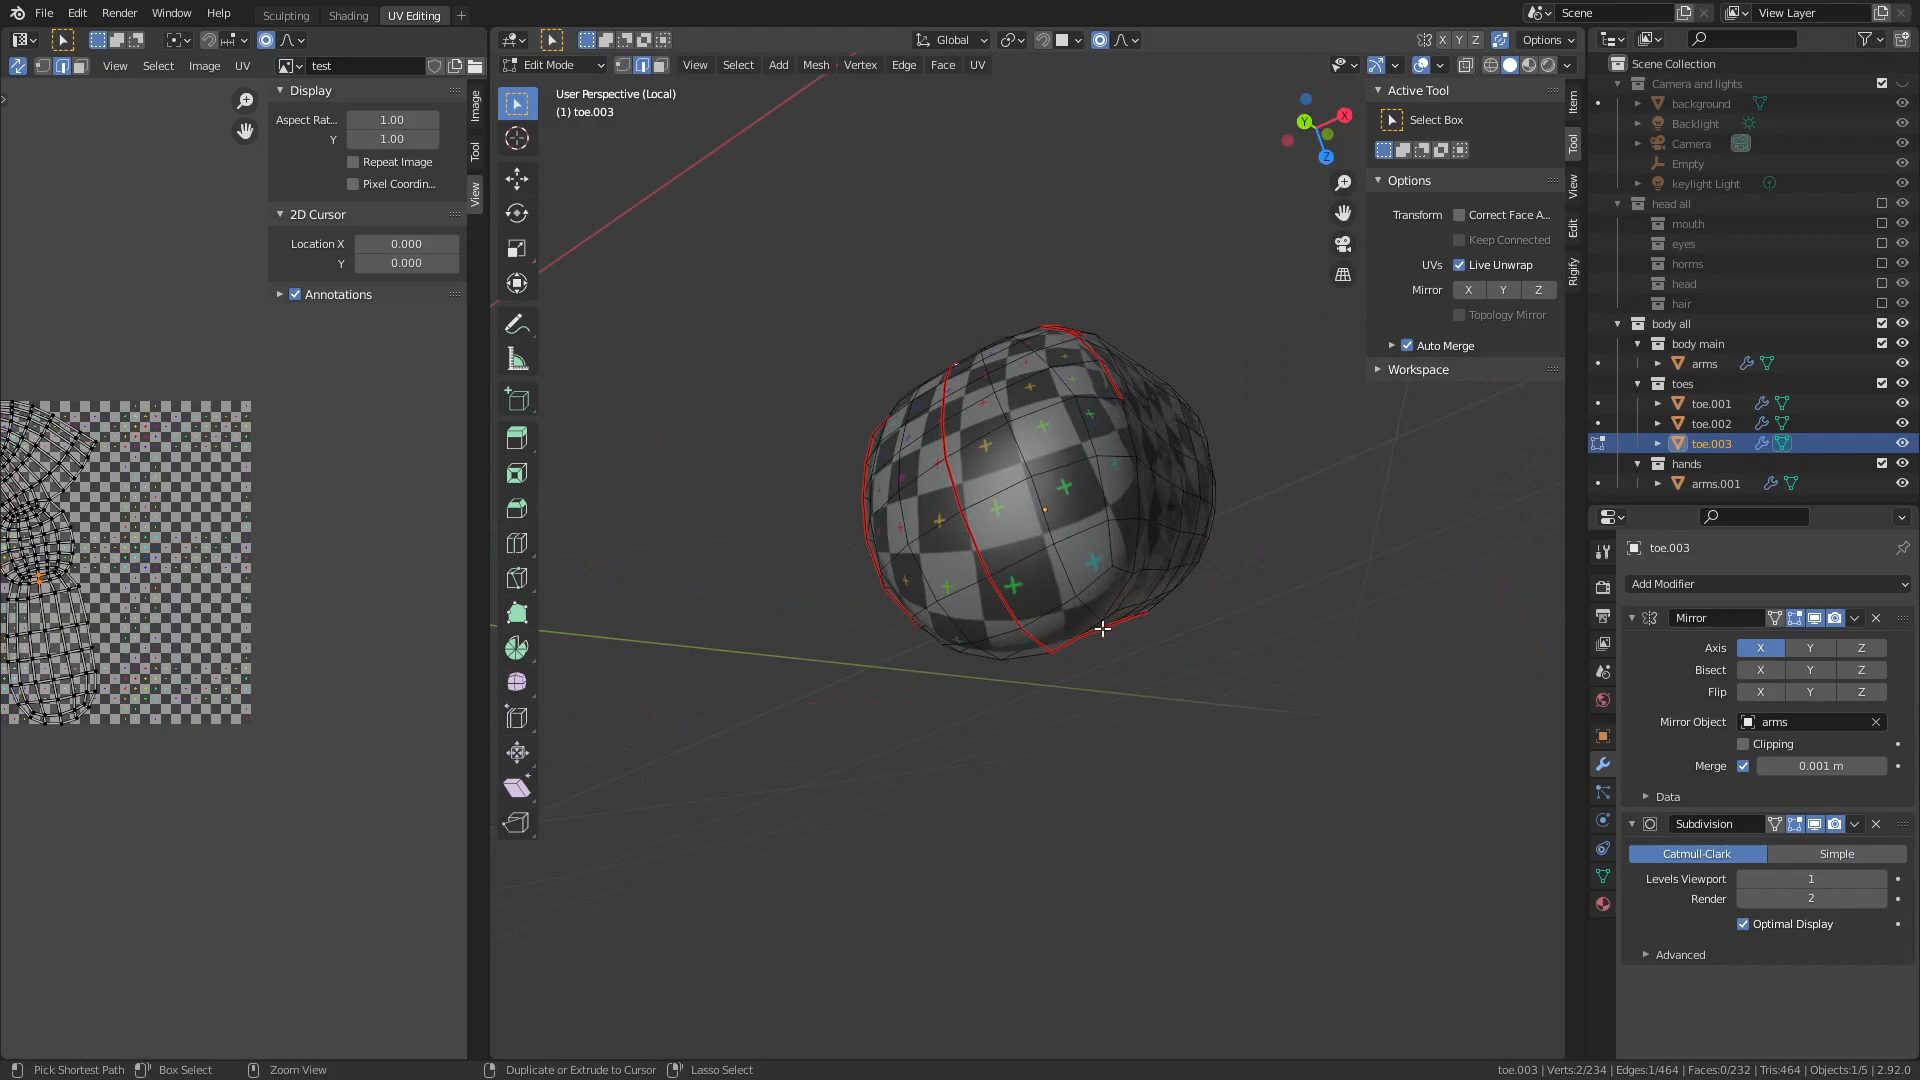 File Edit Render Window Help Sculpting Shading UV Editing + Scene View Layer
Global X Y Z Options
View Select Image UV test Edit Mode View Select Add Mesh Vertex Edge Face UV
Display
Aspect Rat... 1.00
Y 1.00
Repeat Image
Pixel Coordin...
2D Cursor
Location X 0.000
Y 0.000
Annotations
Image
Tool
View
User Perspective (Local)
(1) toe.003
X
Y
Z
Active Tool
Select Box
Options
Transform Correct Face A...
Keep Connected
UVs Live Unwrap
Mirror X Y Z
Topology Mirror
Auto Merge
Workspace
Item
Tool
View
Edit
Rigify
Scene Collection
Camera and lights
background
Backlight
Camera
Empty
keylight Light
head all
mouth
eyes
horms
head
hair
body all
body main
arms
toes
toe.001
toe.002
toe.003
hands
arms.001
toe.003
Add Modifier
Mirror
Axis X Y Z
Bisect X Y Z
Flip X Y Z
Mirror Object arms
Clipping
Merge 0.001 m
Data
Subdivision
Catmull-Clark Simple
Levels Viewport 1
Render 2
Optimal Display
Advanced
Pick Shortest Path Box Select Zoom View Duplicate or Extrude to Cursor Lasso Select toe.003 | Verts:2/234 | Edges:1/464 | Faces:0/232 | Tris:464 | Objects:1/5 | 2.92.0